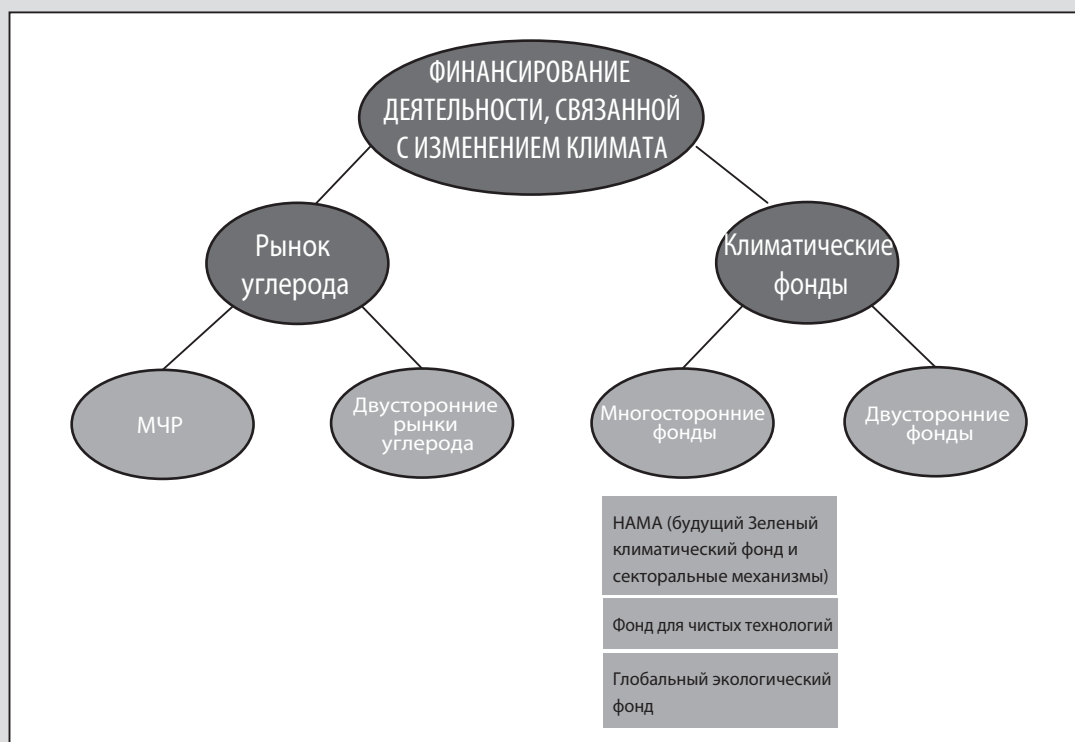 ФИНАНСИРОВАНИЕ
ДЕЯТЕЛЬНОСТИ, СВЯЗАННОЙ
С ИЗМЕНЕНИЕМ КЛИМАТА
Рынок
углерода
Климатические
фонды
МЧР
Двусторонние
рынки
углерода
Многосторонние
фонды
Двусторонние
фонды
НАМА (будущий Зеленый
климатический фонд и
секторальные механизмы)
Фонд для чистых технологий
Глобальный экологический
фонд